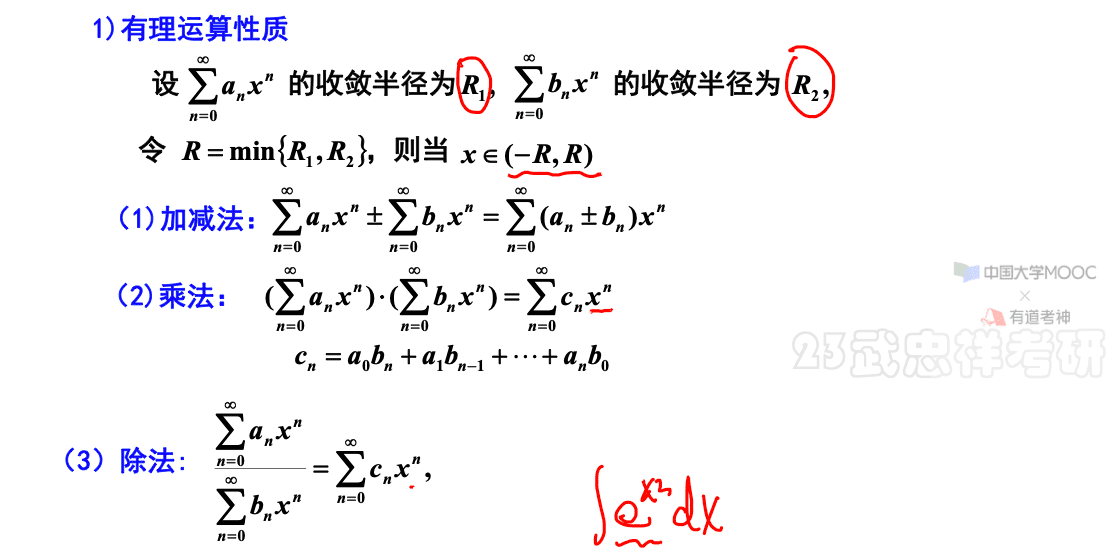 1)有理运算性质
设 $\sum_{n=0}^{\infty} a_n x^n$ 的收敛半径为 $R_1$, $\sum_{n=0}^{\infty} b_n x^n$ 的收敛半径为 $R_2$,
令 $R = \min\{R_1, R_2\}$, 则当 $x \in (-R, R)$
(1)加减法: $\sum_{n=0}^{\infty} a_n x^n \pm \sum_{n=0}^{\infty} b_n x^n = \sum_{n=0}^{\infty} (a_n \pm b_n) x^n$
(2)乘法: $(\sum_{n=0}^{\infty} a_n x^n) \cdot (\sum_{n=0}^{\infty} b_n x^n) = \sum_{n=0}^{\infty} c_n x^n$
$c_n = a_0 b_n + a_1 b_{n-1} + \cdots + a_n b_0$
中国大学MOOC
×
有道考神
23武忠祥考研
(3)除法: $\frac{\sum_{n=0}^{\infty} a_n x^n}{\sum_{n=0}^{\infty} b_n x^n} = \sum_{n=0}^{\infty} c_n x^n$,
$\int e^{x^2} dx$